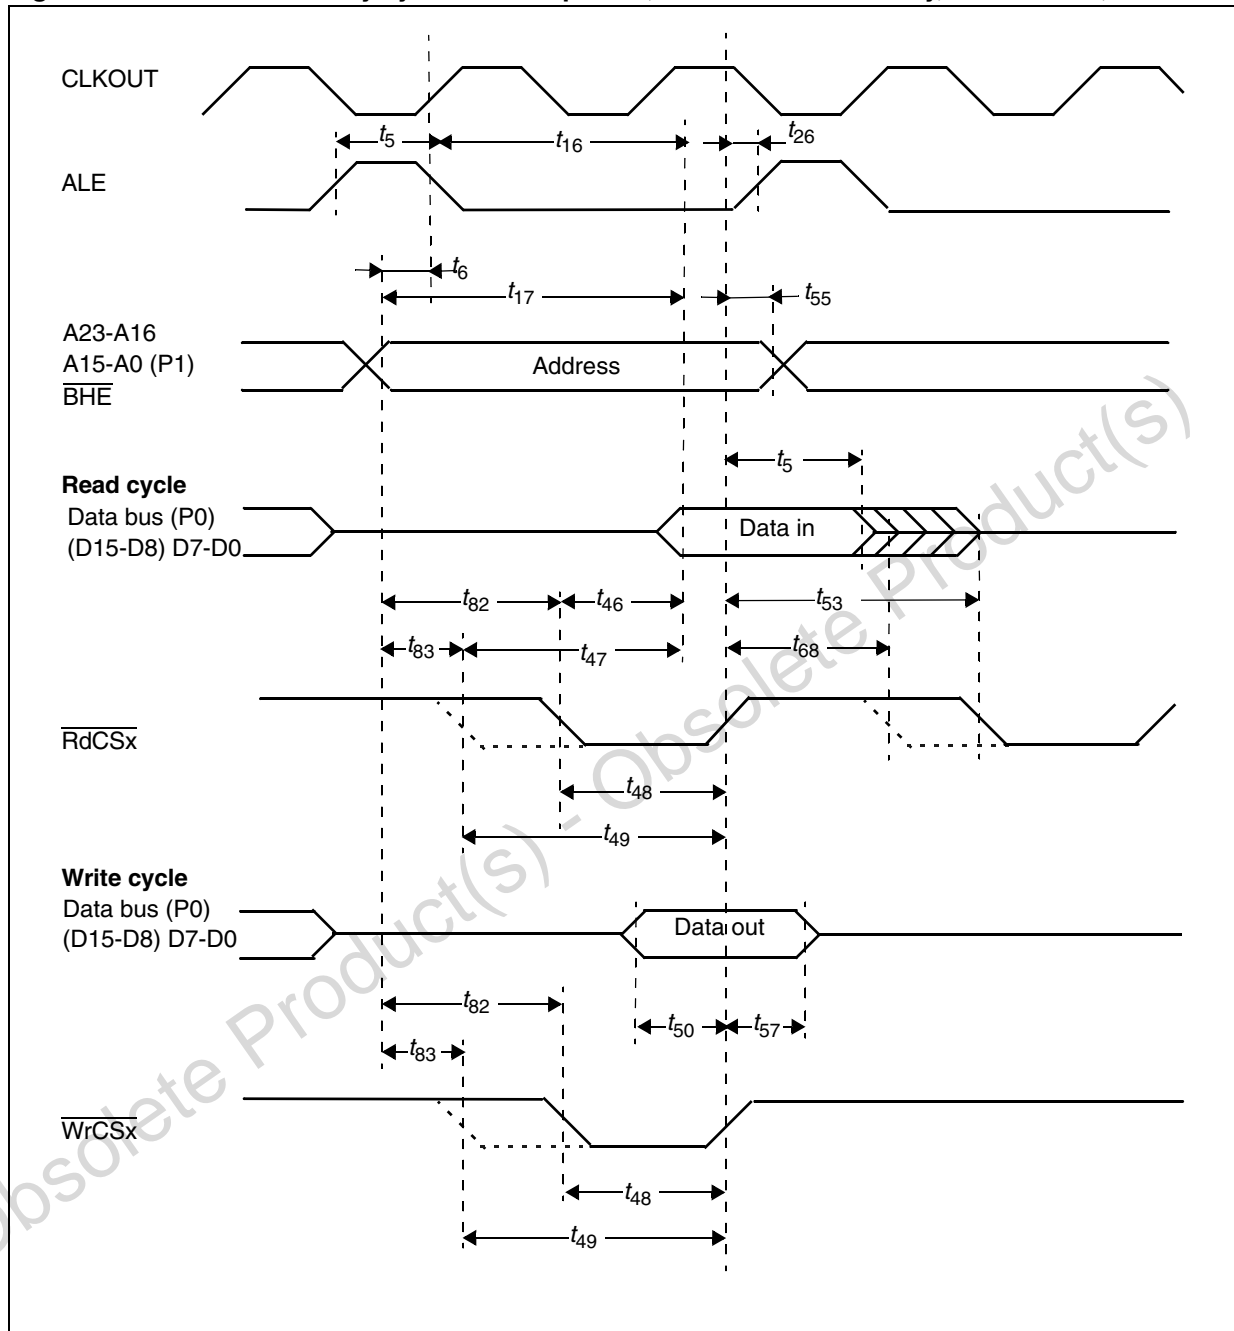 CLKOUT
t5
t16
t26
ALE
t6
t17
t55
A23-A16
A15-A0 (P1)
BHE
Address
t5
Read cycle
Data bus (P0)
(D15-D8) D7-D0
Data in
t82
t46
t53
t83
t47
t68
RdCSx
t48
t49
Write cycle
Data bus (P0)
(D15-D8) D7-D0
Data out
t82
t50
t57
t83
WrCSx
t48
t49
Obsolete Product(s) - Obsolete Product(s)